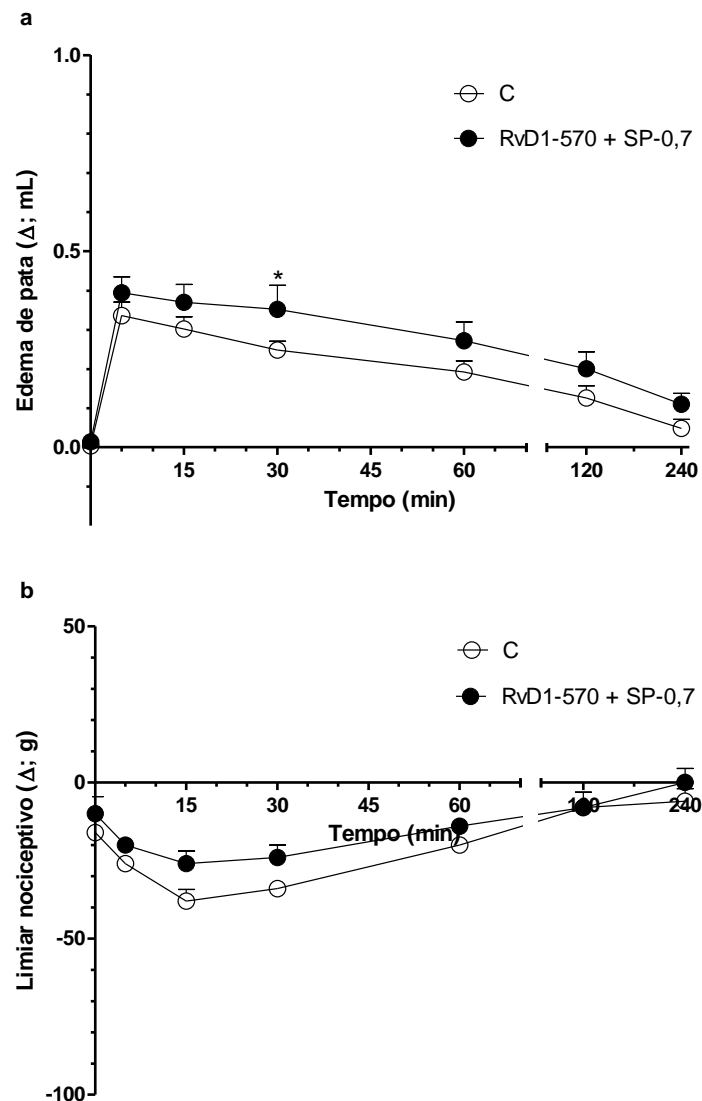 a
1.0
C
RvD1-570 + SP-0,7
0.5
*
0.0
15 30 45 60 120 240
Edema de pata (Δ; mL)
Tempo (min)
b
50
C
RvD1-570 + SP-0,7
0
15 30 45 60 120 240
Tempo (min)
Limiar nociceptivo (Δ; g)
-50
-100